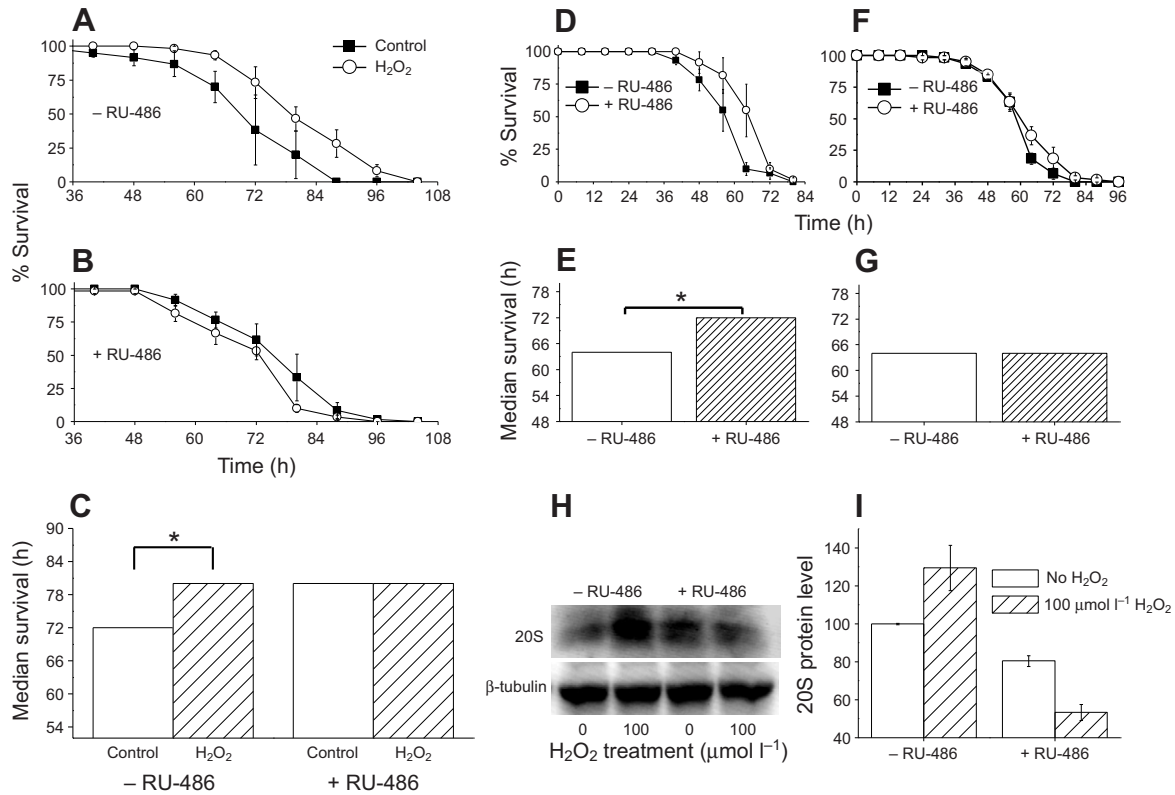 A
100
75
50
25
0
% Survival
Control
H₂O₂
– RU-486
36 48 60 72 84 96 108
B
100
75
50
25
0
+ RU-486
36 48 60 72 84 96 108
Time (h)
C
90
84
78
72
66
60
54
Median survival (h)
*
Control H₂O₂ Control H₂O₂
– RU-486 + RU-486
D
100
75
50
25
0
% Survival
– RU-486
+ RU-486
0 12 24 36 48 60 72 84
F
100
75
50
25
0
– RU-486
+ RU-486
0 12 24 36 48 60 72 84 96
Time (h)
E
78
72
66
60
54
48
Median survival (h)
*
– RU-486 + RU-486
G
78
72
66
60
54
48
– RU-486 + RU-486
H
– RU-486 + RU-486
20S
β-tubulin
0 100 0 100
H₂O₂ treatment (μmol l⁻¹)
I
140
120
100
80
60
40
20S protein level
No H₂O₂
100 μmol l⁻¹ H₂O₂
– RU-486 + RU-486